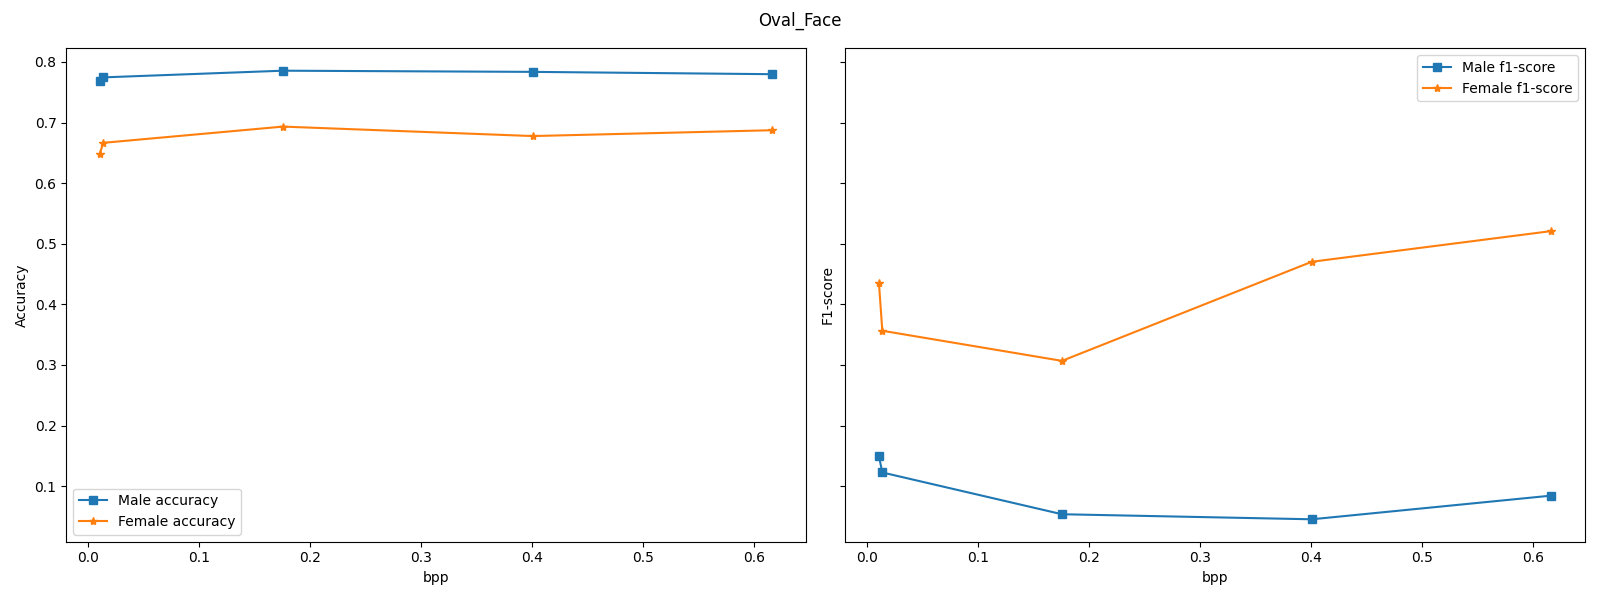 Oval_Face
Accuracy
0.8
0.7
0.6
0.5
0.4
0.3
0.2
0.1
Male accuracy
Female accuracy
0.0 0.1 0.2 0.3 0.4 0.5 0.6
bpp
F1-score
Male f1-score
Female f1-score
0.0 0.1 0.2 0.3 0.4 0.5 0.6
bpp